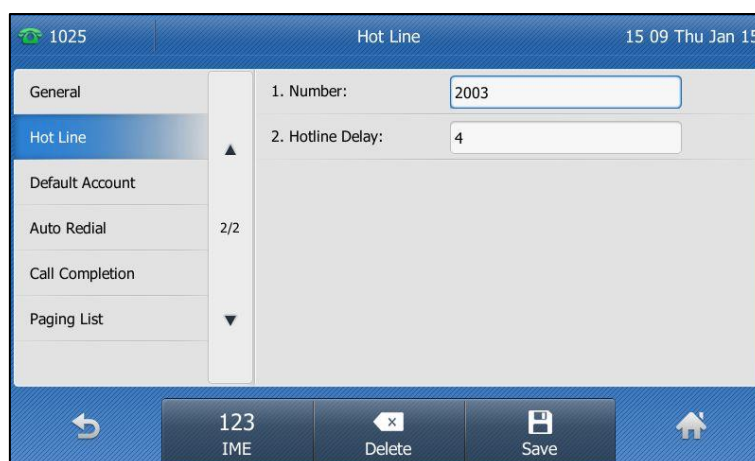 1025 Hot Line 15 09 Thu Jan 15
General
Hot Line
Default Account
Auto Redial
Call Completion
Paging List
2/2
1. Number: 2003
2. Hotline Delay: 4
123
IME
Delete
Save